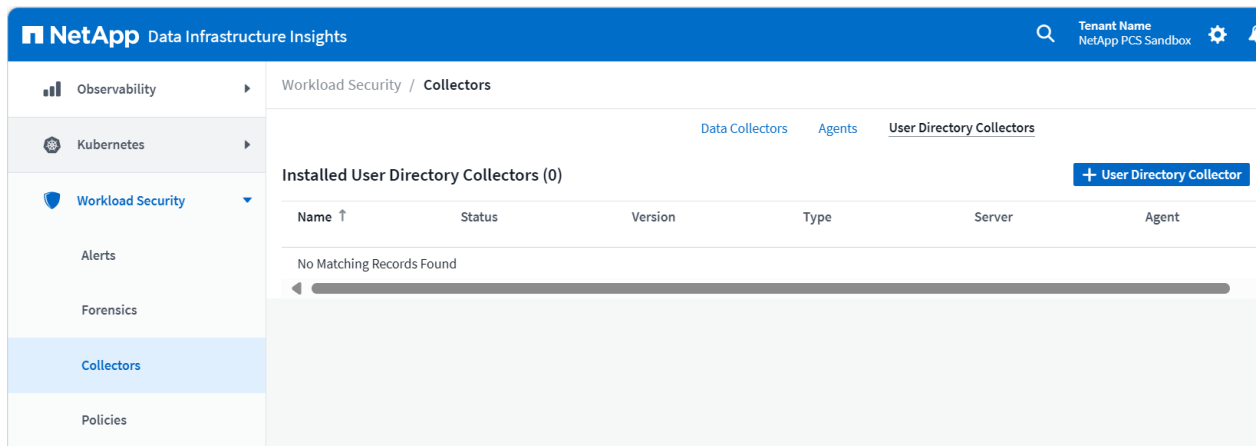 NetApp Data Infrastructure Insights
Tenant Name
NetApp PCS Sandbox
Observability
Kubernetes
Workload Security
Alerts
Forensics
Collectors
Policies
Workload Security / Collectors
Data Collectors Agents User Directory Collectors
Installed User Directory Collectors (0)
+ User Directory Collector
Name ↑ Status Version Type Server Agent
No Matching Records Found